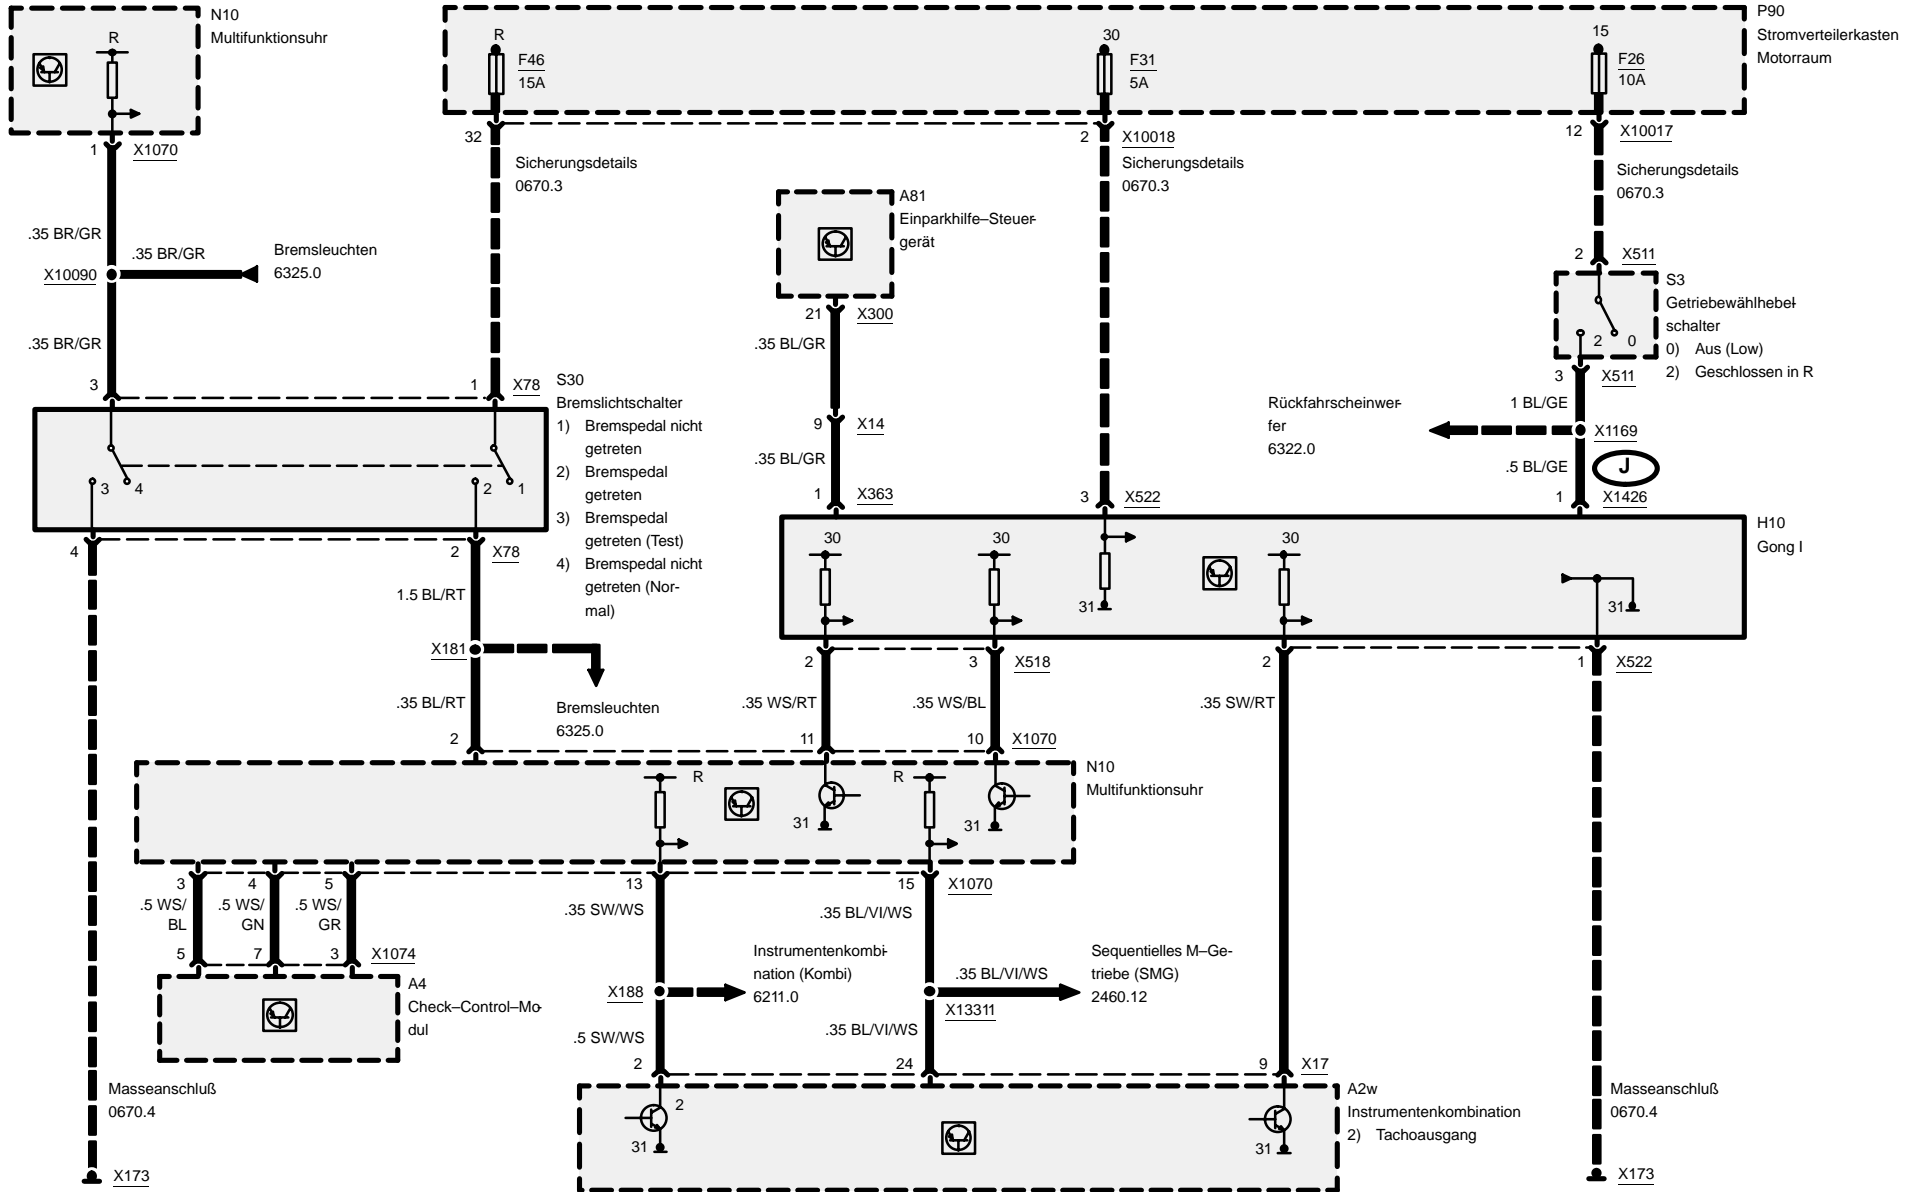 N10
Multifunktionsuhr
R
1
X1070
.35 BR/GR
.35 BR/GR
X10090
Bremsleuchten
6325.0
.35 BR/GR
3
R
F46
15A
30
F31
5A
15
F26
10A
P90
Stromverteilerkasten
Motorraum
32
2
X10018
12
X10017
Sicherungsdetails
0670.3
Sicherungsdetails
0670.3
Sicherungsdetails
0670.3
A81
Einparkhilfe–Steuer-
gerät
21
X300
.35 BL/GR
9
X14
.35 BL/GR
1
X363
2
X511
S3
Getriebewählhebel-
schalter
0) Aus (Low)
2) Geschlossen in R
2
0
3
X511
1 BL/GE
Rückfahrscheinwer-
fer
6322.0
X1169
.5 BL/GE
J
3
X522
1
X1426
1
X78
S30
Bremslichtschalter
1) Bremspedal nicht
getreten
2) Bremspedal
getreten
3) Bremspedal
getreten (Test)
4) Bremspedal nicht
getreten (Nor-
mal)
3
4
2
1
4
2
X78
1.5 BL/RT
X181
.35 BL/RT
Bremsleuchten
6325.0
2
H10
Gong I
30
30
31
30
31
2
3
X518
2
1
X522
.35 WS/RT
.35 WS/BL
.35 SW/RT
11
10
X1070
N10
Multifunktionsuhr
R
31
R
31
3
4
5
13
15
X1070
.5 WS/
BL
.5 WS/
GN
.5 WS/
GR
.35 SW/WS
.35 BL/VI/WS
5
7
3
X1074
A4
Check–Control–Mo-
dul
Instrumentenkombi-
nation (Kombi)
6211.0
X188
.5 SW/WS
Sequentielles M–Ge-
triebe (SMG)
2460.12
.35 BL/VI/WS
X13311
.35 BL/VI/WS
2
24
9
X17
A2w
Instrumentenkombination
2) Tachoausgang
2
31
31
Masseanschluß
0670.4
X173
Masseanschluß
0670.4
X173